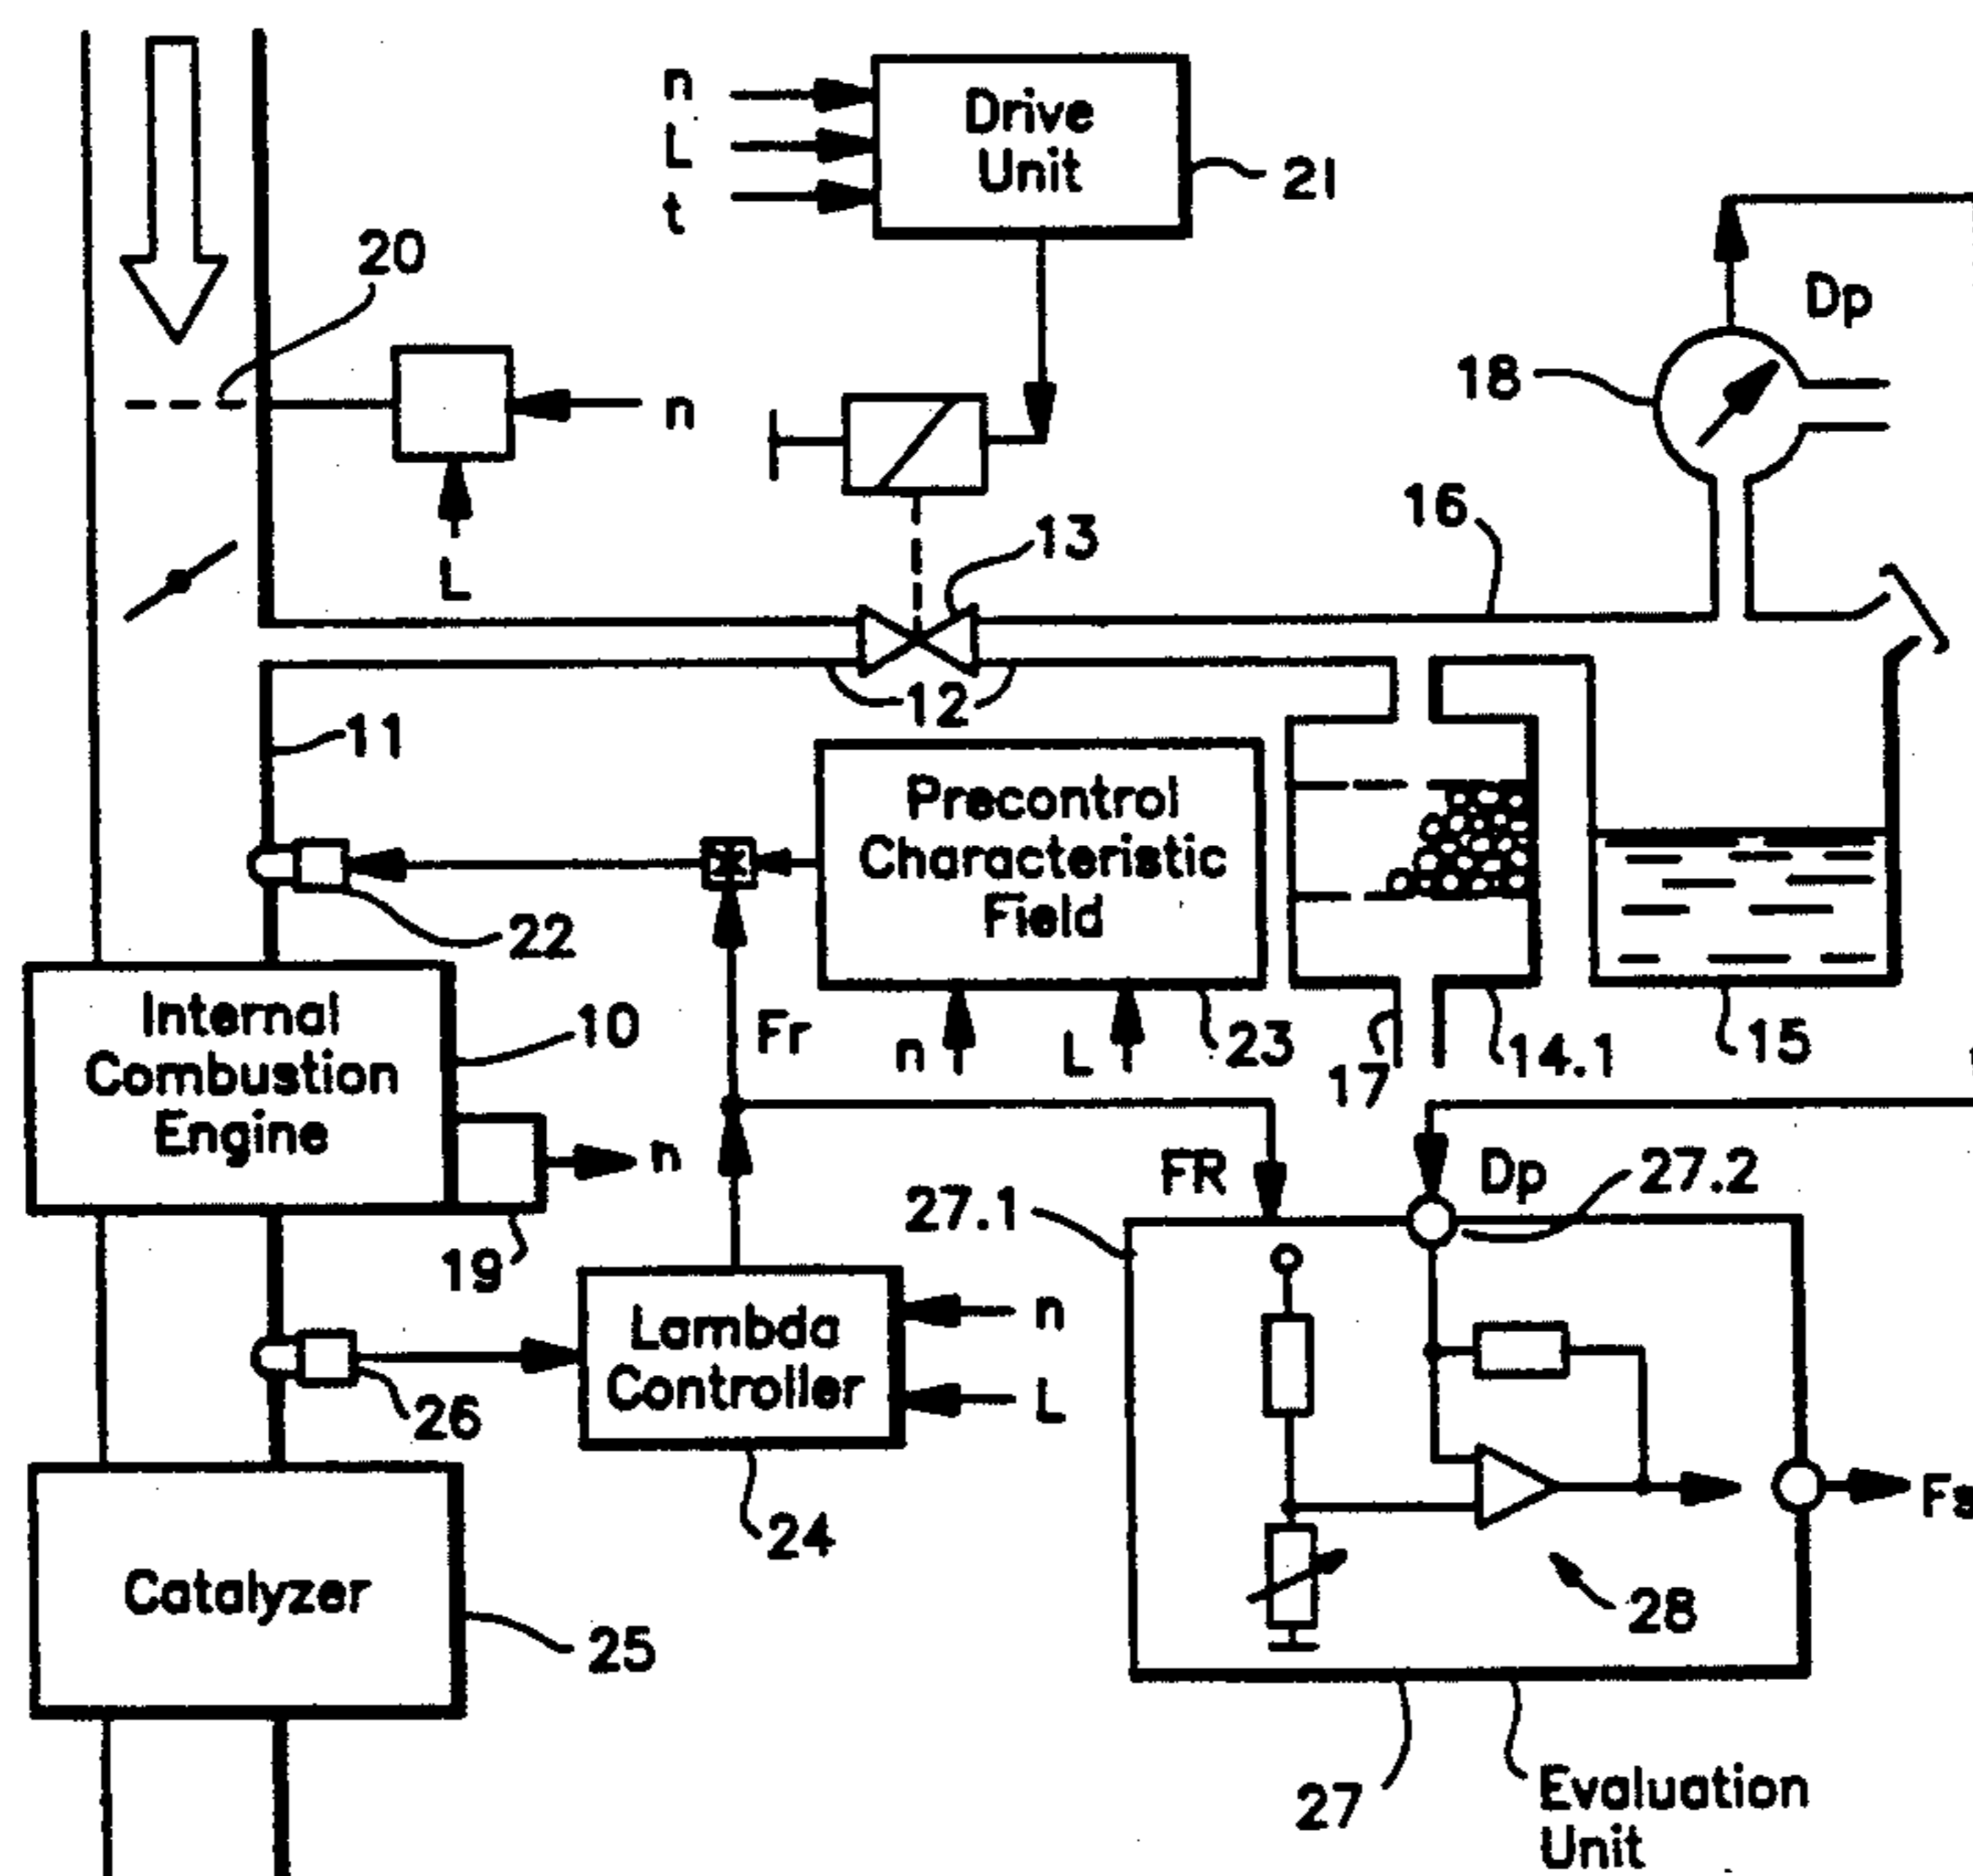 n
L
t
Drive
Unit
21
20
Dp
18
n
16
13
L
12
11
Precontrol
Characteristic
Field
22
Internal
Combustion
Engine
10
Fr
n
L
23
17
14.1
15
n
FR
Dp
27.2
27.1
19
Lambda
Controller
n
L
26
24
28
Catalyzer
25
27
Evaluation
Unit